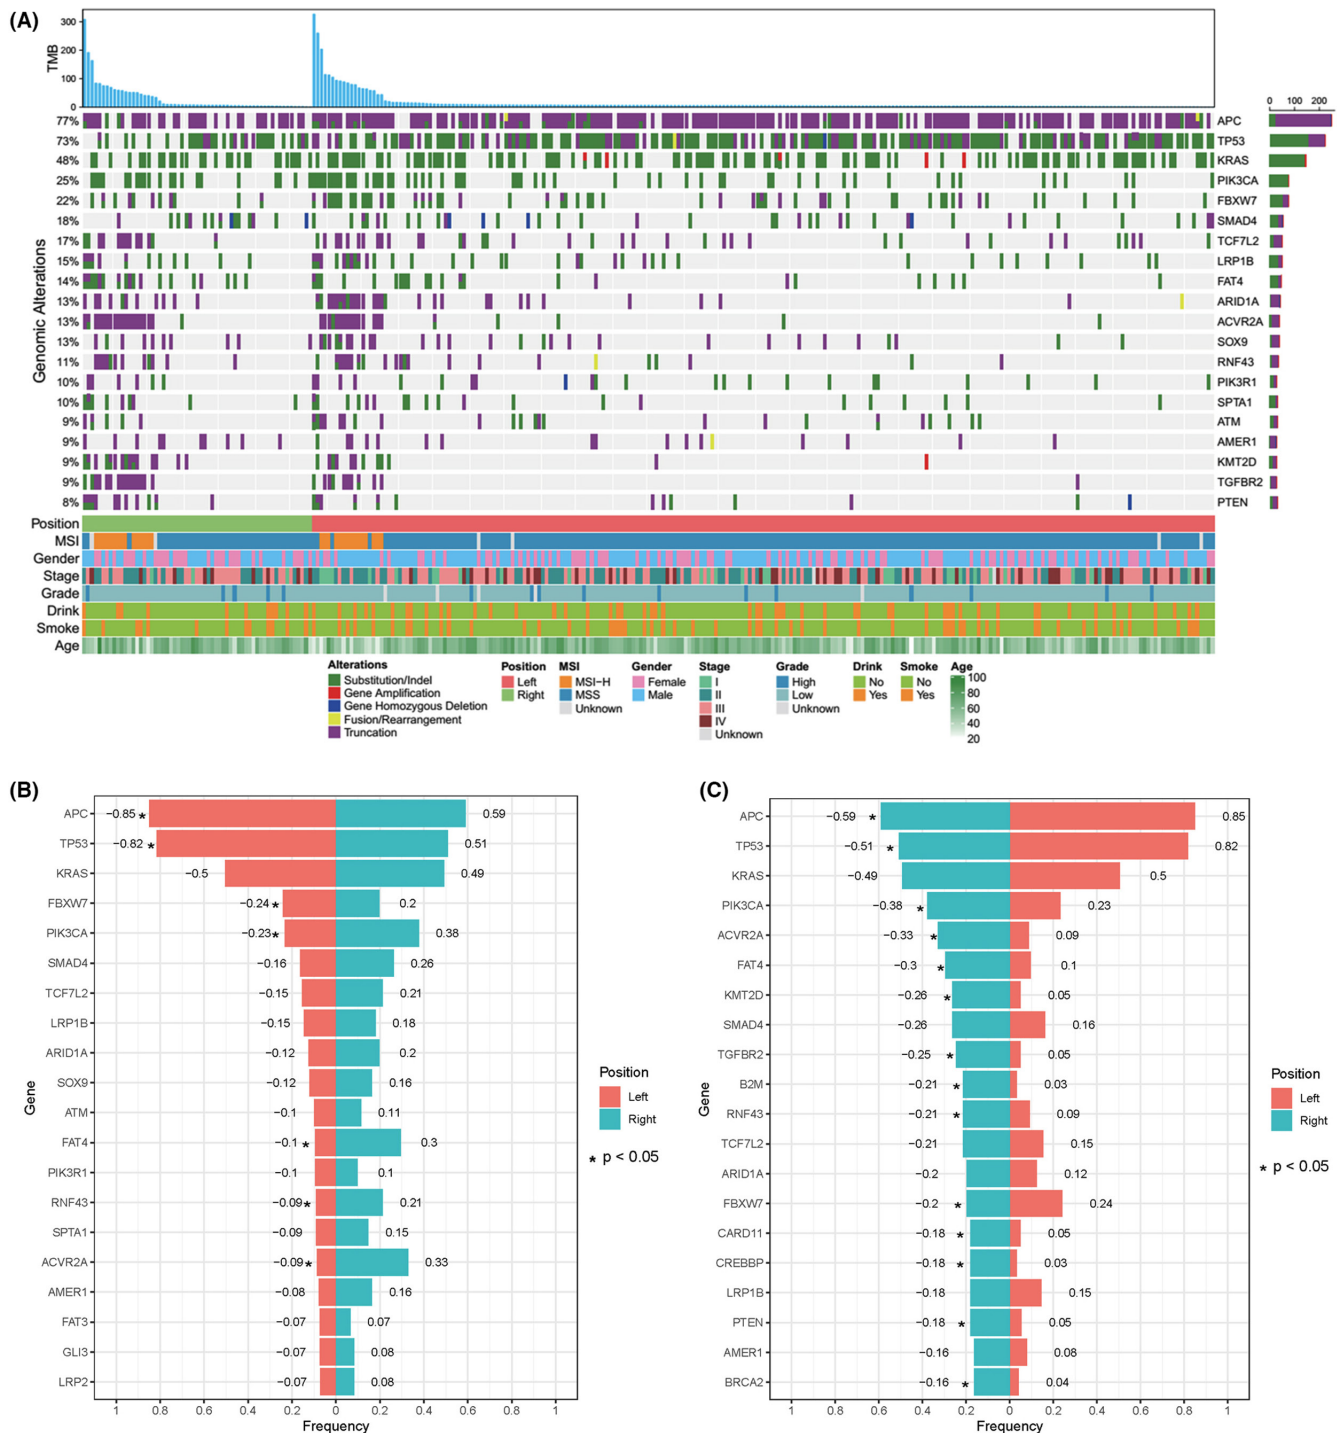 (A)
TMB
300
200
100
0
0 100 200
Genomic Alterations
77% APC
73% TP53
48% KRAS
25% PIK3CA
22% FBXW7
18% SMAD4
17% TCF7L2
15% LRP1B
14% FAT4
13% ARID1A
13% ACVR2A
13% SOX9
11% RNF43
10% PIK3R1
10% SPTA1
9% ATM
9% AMER1
9% KMT2D
9% TGFBR2
8% PTEN
Position
MSI
Gender
Stage
Grade
Drink
Smoke
Age
Alterations
Substitution/Indel
Gene Amplification
Gene Homozygous Deletion
Fusion/Rearrangement
Truncation
Position
Left
Right
MSI
MSI-H
MSS
Unknown
Gender
Female
Male
Stage
I
II
III
IV
Unknown
Grade
High
Low
Unknown
Drink
No
Yes
Smoke
No
Yes
Age
100
80
60
40
20
(B)
Gene
APC −0.85 * 0.59
TP53 −0.82 * 0.51
KRAS −0.5 0.49
FBXW7 −0.24 * 0.2
PIK3CA −0.23 * 0.38
SMAD4 −0.16 0.26
TCF7L2 −0.15 0.21
LRP1B −0.15 0.18
ARID1A −0.12 0.2
SOX9 −0.12 0.16
ATM −0.1 0.11
FAT4 −0.1 * 0.3
PIK3R1 −0.1 0.1
RNF43 −0.09 * 0.21
SPTA1 −0.09 0.15
ACVR2A −0.09 * 0.33
AMER1 −0.08 0.16
FAT3 −0.07 0.07
GLI3 −0.07 0.08
LRP2 −0.07 0.08
1 0.8 0.6 0.4 0.2 0 0.2 0.4 0.6 0.8 1
Frequency
Position
Left
Right
* p < 0.05
(C)
Gene
APC −0.59 * 0.85
TP53 −0.51 * 0.82
KRAS −0.49 0.5
PIK3CA −0.38 * 0.23
ACVR2A −0.33 * 0.09
FAT4 −0.3 * 0.1
KMT2D −0.26 * 0.05
SMAD4 −0.26 0.16
TGFBR2 −0.25 * 0.05
B2M −0.21 * 0.03
RNF43 −0.21 * 0.09
TCF7L2 −0.21 0.15
ARID1A −0.2 0.12
FBXW7 −0.2 * 0.24
CARD11 −0.18 * 0.05
CREBBP −0.18 * 0.03
LRP1B −0.18 0.15
PTEN −0.18 * 0.05
AMER1 −0.16 0.08
BRCA2 −0.16 * 0.04
1 0.8 0.6 0.4 0.2 0 0.2 0.4 0.6 0.8 1
Frequency
Position
Left
Right
* p < 0.05